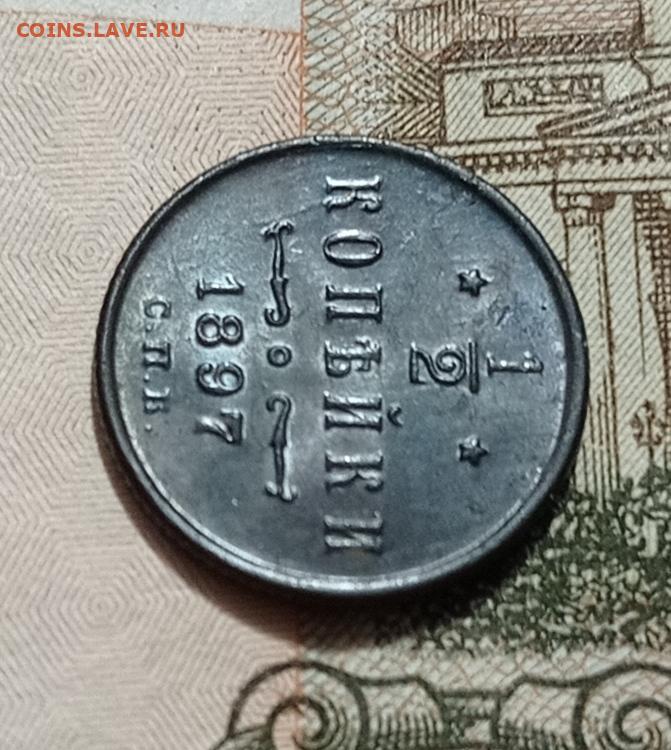 COINS.LAVE.RU
1/2
КОПѢЙКИ
1897
С.П.Б.